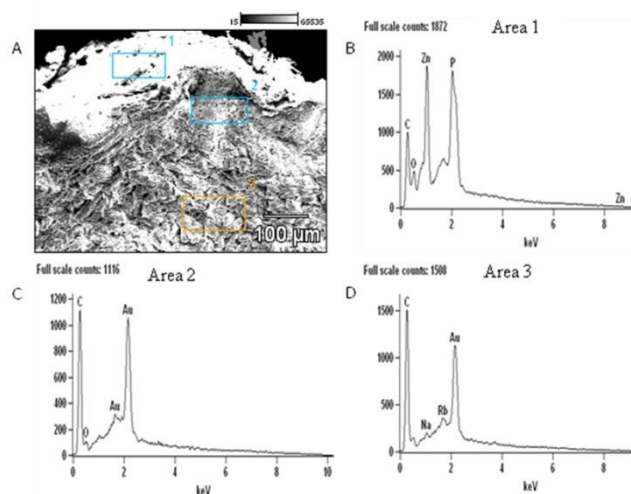 15 65535
A
1
2
3
100 µm
B
Full scale counts: 1872
Area 1
2000
1500
1000
500
0
C
O
Zn
P
Zn
0 2 4 6 8
keV
C
Full scale counts: 1116
Area 2
1200
1000
800
600
400
200
0
C
O
Au
Au
0 2 4 6 8 10
keV
D
Full scale counts: 1508
Area 3
1500
1000
500
0
C
Na
Rb
Au
0 2 4 6 8
keV